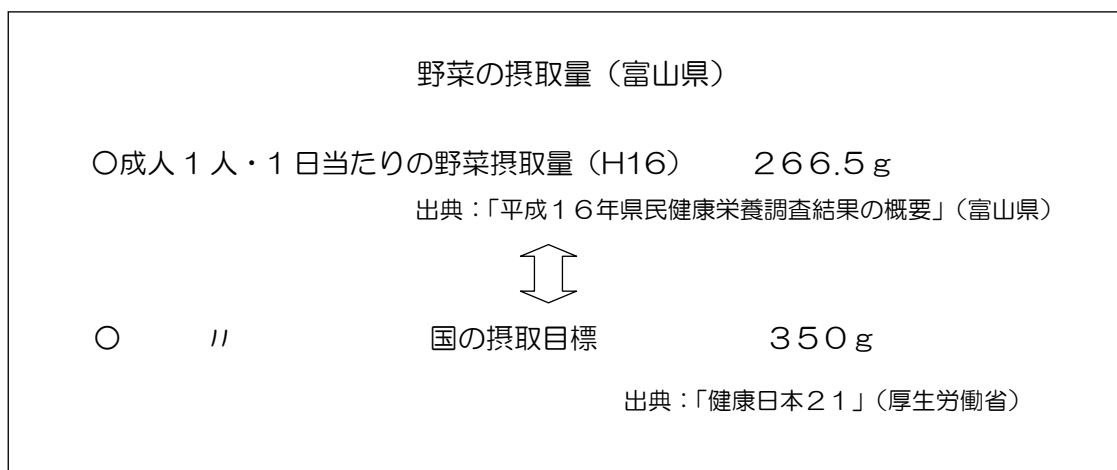 野菜の摂取量（富山県）
○成人１人・１日当たりの野菜摂取量（H16）　２６６.５ｇ
出典：「平成１６年県民健康栄養調査結果の概要」（富山県）
○　〃　国の摂取目標　３５０ｇ
出典：「健康日本２１」（厚生労働省）